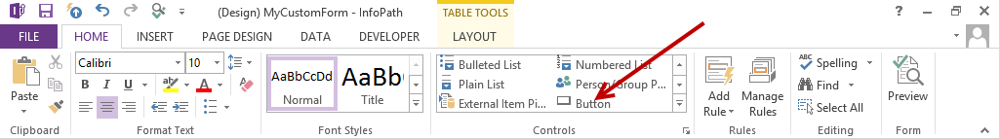 (Design) MyCustomForm - InfoPath
TABLE TOOLS
?
FILE
HOME
INSERT
PAGE DESIGN
DATA
DEVELOPER
LAYOUT
Paste
Clipboard
Calibri
10
B I U ab A
Format Text
AaBbCcDd
Normal
AaBb
Title
Font Styles
Bulleted List
Numbered List
Plain List
Person/Group P...
External Item Pi...
Button
Controls
Add
Rule
Manage
Rules
Rules
ABC
Spelling
Find
Select All
Editing
Preview
Form